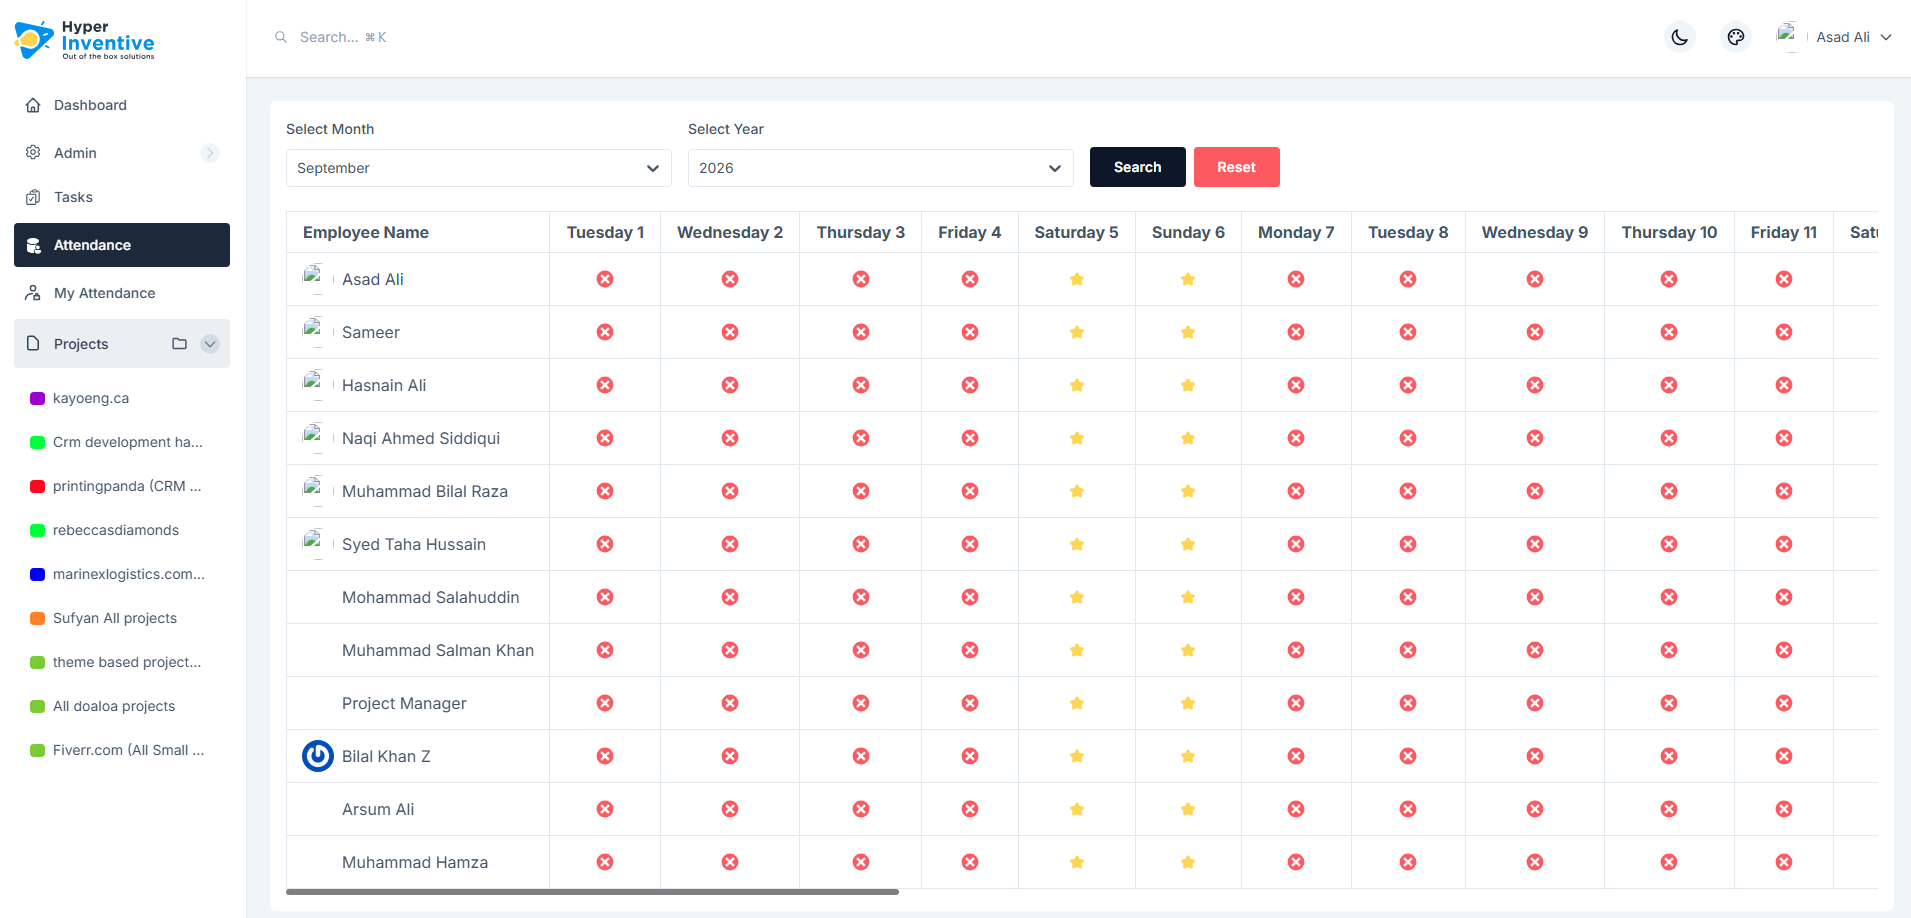 Hyper
Inventive
Out of the box solutions
Search... ⌘ K
Asad Ali
Dashboard
Admin
Tasks
Attendance
My Attendance
Projects
kayoeng.ca
Crm development ha...
printingpanda (CRM ...
rebeccasdiamonds
marinexlogistics.com...
Sufyan All projects
theme based project...
All doaloa projects
Fiverr.com (All Small ...
Select Month
Select Year
September
2026
Search
Reset
Employee Name Tuesday 1 Wednesday 2 Thursday 3 Friday 4 Saturday 5 Sunday 6 Monday 7 Tuesday 8 Wednesday 9 Thursday 10 Friday 11
Asad Ali
Sameer
Hasnain Ali
Naqi Ahmed Siddiqui
Muhammad Bilal Raza
Syed Taha Hussain
Mohammad Salahuddin
Muhammad Salman Khan
Project Manager
Bilal Khan Z
Arsum Ali
Muhammad Hamza